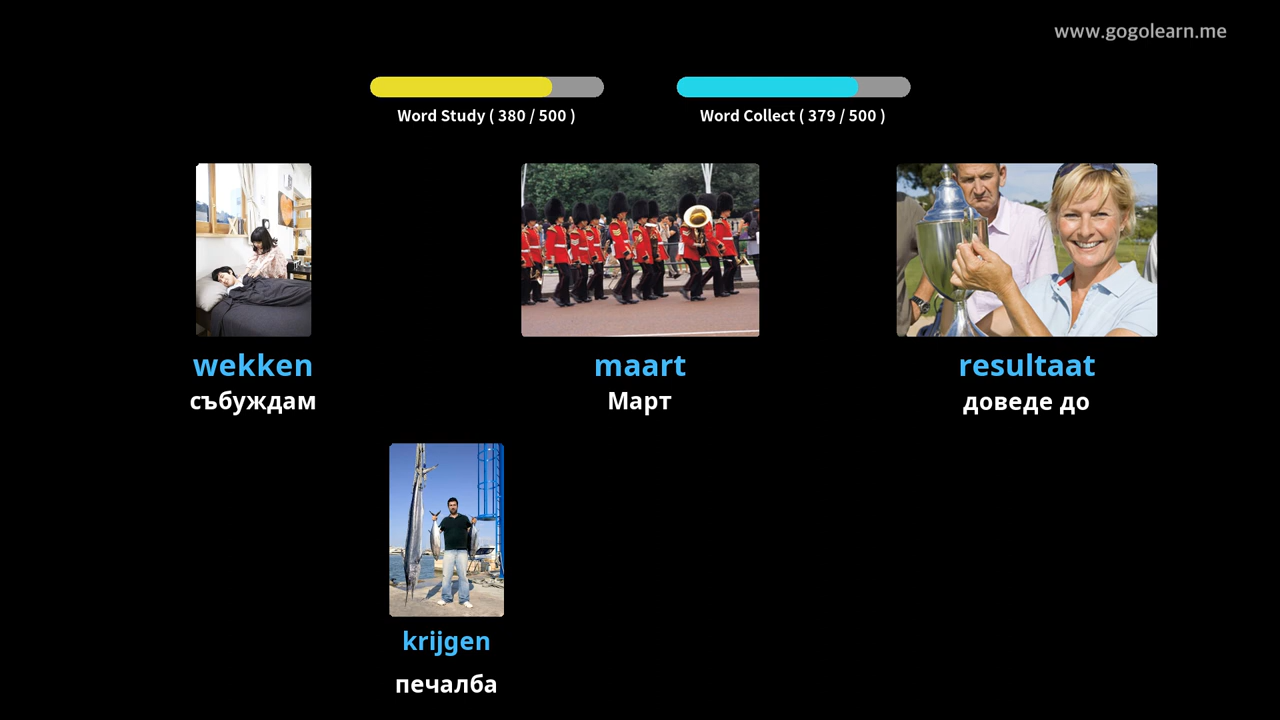 www.gogolearn.me
Word Study ( 380 / 500 )
Word Collect ( 379 / 500 )
wekken
събуждам
maart
Март
resultaat
доведе до
krijgen
печалба